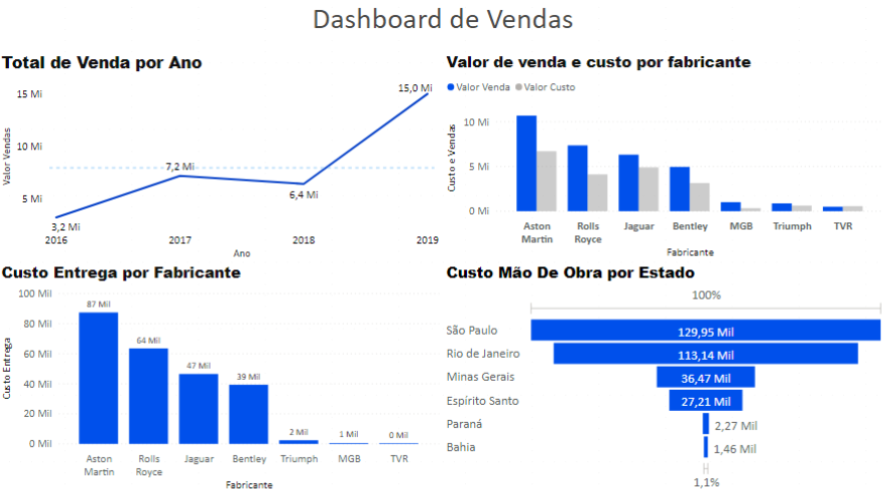 Dashboard de Vendas
Total de Venda por Ano
Valor Vendas
15 Mi
10 Mi
5 Mi
3,2 Mi
7,2 Mi
6,4 Mi
15,0 Mi
2016
2017
2018
2019
Ano
Valor de venda e custo por fabricante
Valor Venda
Valor Custo
Custo e Vendas
10 Mi
5 Mi
0 Mi
Aston
Martin
Rolls
Royce
Jaguar
Bentley
MGB
Triumph
TVR
Fabricante
Custo Entrega por Fabricante
Custo Entrega
100 Mil
80 Mil
60 Mil
40 Mil
20 Mil
0 Mil
87 Mil
64 Mil
47 Mil
39 Mil
2 Mil
1 Mil
0 Mil
Aston
Martin
Rolls
Royce
Jaguar
Bentley
Triumph
MGB
TVR
Fabricante
Custo Mão De Obra por Estado
100%
São Paulo
129,95 Mil
Rio de Janeiro
113,14 Mil
Minas Gerais
36,47 Mil
Espírito Santo
27,21 Mil
Paraná
2,27 Mil
Bahia
1,46 Mil
1,1%